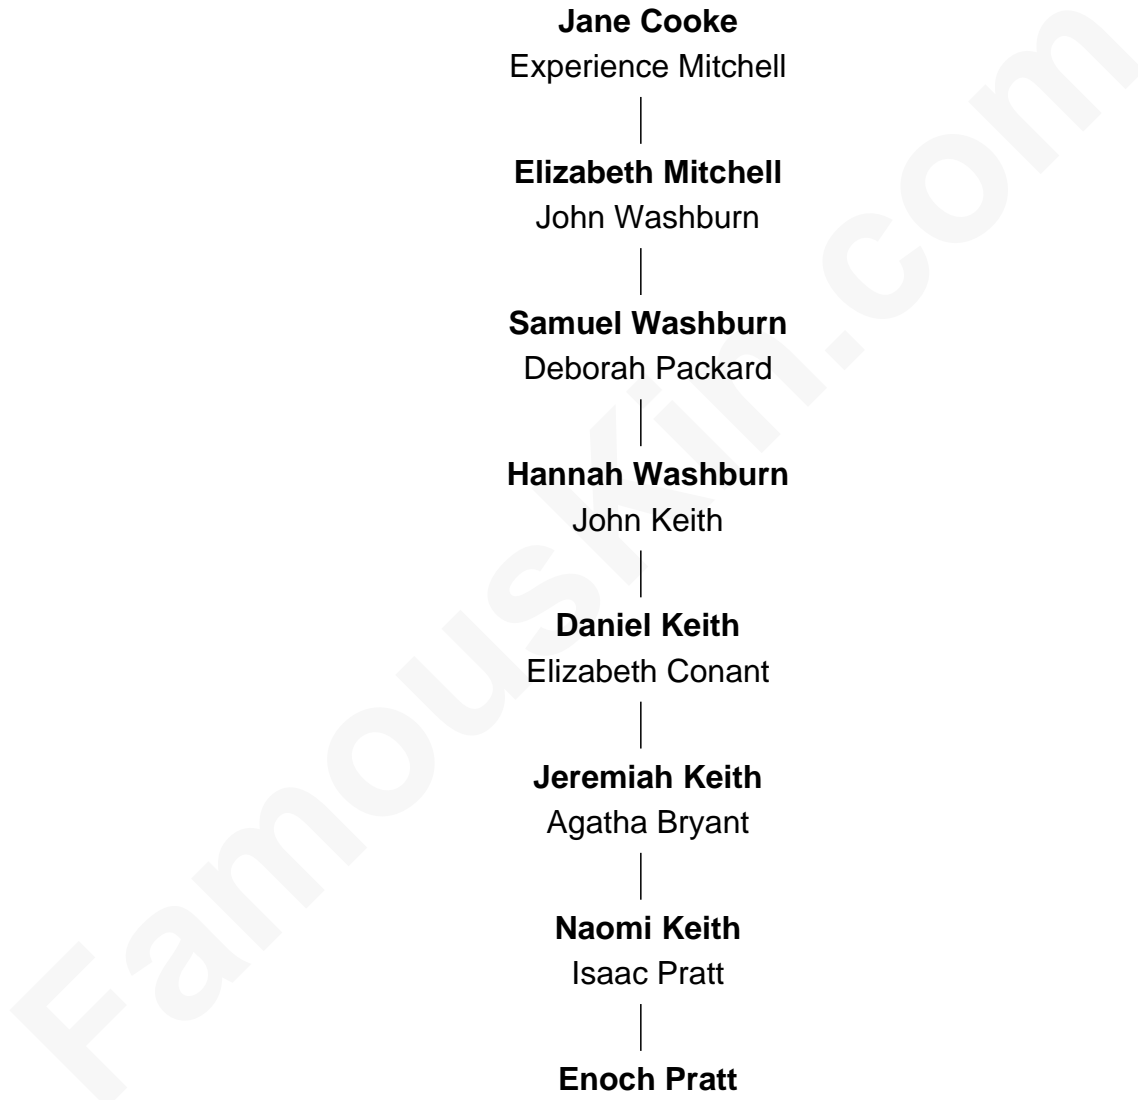 Jane Cooke
Experience Mitchell
Elizabeth Mitchell
John Washburn
Samuel Washburn
Deborah Packard
Hannah Washburn
John Keith
Daniel Keith
Elizabeth Conant
Jeremiah Keith
Agatha Bryant
Naomi Keith
Isaac Pratt
Enoch Pratt
FamousKin.com